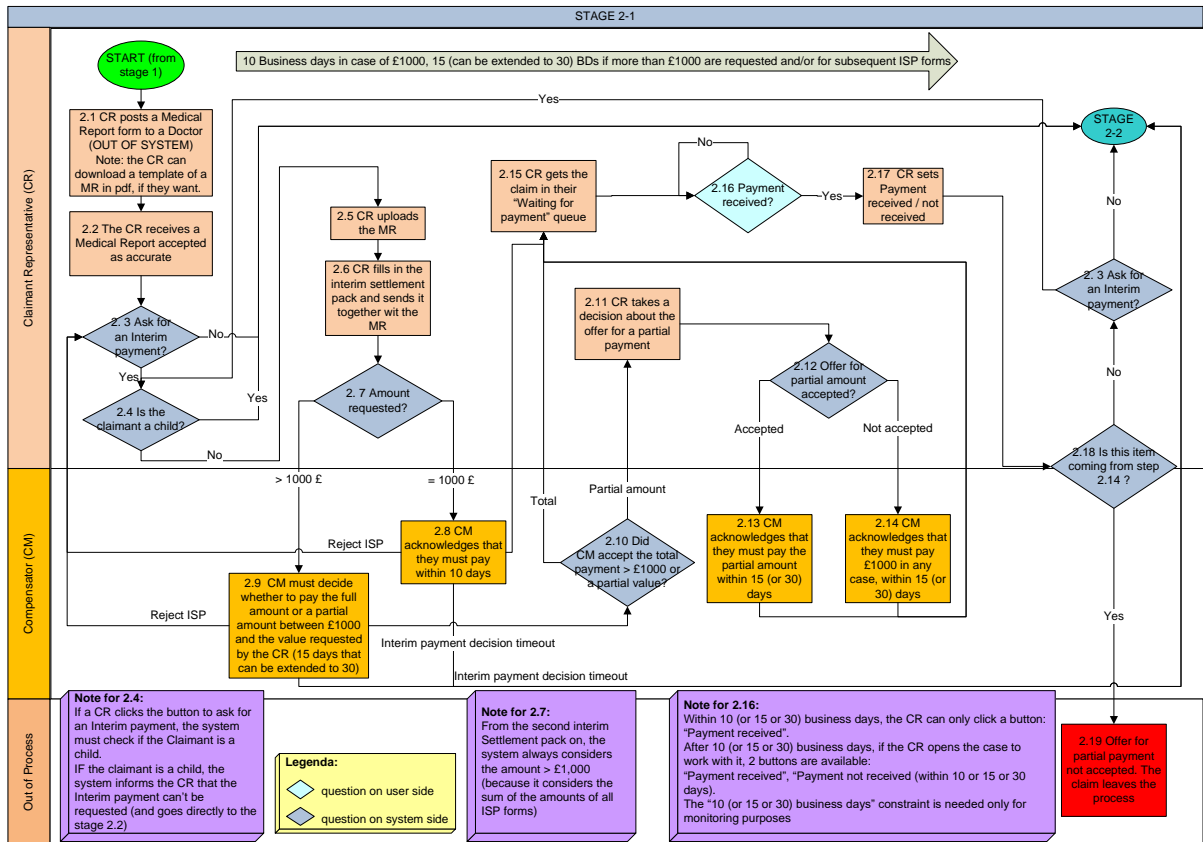 STAGE 2-1
Claimant Representative (CR)
START (from
stage 1)
10 Business days in case of £1000, 15 (can be extended to 30) BDs if more than £1000 are requested and/or for subsequent ISP forms
2.1 CR posts a Medical
Report form to a Doctor
(OUT OF SYSTEM)
Note: the CR can
download a template of a
MR in pdf, if they want.
2.2 The CR receives a
Medical Report accepted
as accurate
2. 3 Ask for
an Interim
payment?
No
Yes
2.4 Is the
claimant a child?
Yes
No
2.5 CR uploads
the MR
2.6 CR fills in the
interim settlement
pack and sends it
together wit the
MR
2. 7 Amount
requested?
> 1000 £
= 1000 £
2.15 CR gets the
claim in their
“Waiting for
payment” queue
No
2.16 Payment
received?
Yes
2.17 CR sets
Payment
received / not
received
Yes
STAGE
2-2
No
2. 3 Ask for
an Interim
payment?
No
2.11 CR takes a
decision about the
offer for a partial
payment
2.12 Offer for
partial amount
accepted?
Accepted
Not accepted
2.18 Is this item
coming from step
2.14 ?
Yes
Compensator (CM)
Reject ISP
2.8 CM
acknowledges that
they must pay
within 10 days
Total
Partial amount
2.10 Did
CM accept the total
payment > £1000 or
a partial value?
2.13 CM
acknowledges that
they must pay the
partial amount
within 15 (or 30)
days
2.14 CM
acknowledges that
they must pay
£1000 in any
case, within 15 (or
30) days
Reject ISP
2.9 CM must decide
whether to pay the full
amount or a partial
amount between £1000
and the value requested
by the CR (15 days that
can be extended to 30)
Interim payment decision timeout
Interim payment decision timeout
Out of Process
Note for 2.4:
If a CR clicks the button to ask
for an Interim payment, the system
must check if the Claimant is a
child.
IF the claimant is a child, the
system informs the CR that the
Interim payment can’t be
requested (and goes directly to the
stage 2.2)
Legenda:
question on user side
question on system side
Note for 2.7:
From the second interim
Settlement pack on, the
system always considers
the amount > £1,000
(because it considers the
sum of the amounts of all
ISP forms)
Note for 2.16:
Within 10 (or 15 or 30) business days, the CR can only click a button:
“Payment received”.
After 10 (or 15 or 30) business days, if the CR opens the case to
work with it, 2 buttons are available:
“Payment received”, “Payment not received (within 10 or 15 or 30
days).
The “10 (or 15 or 30) business days” constraint is needed only for
monitoring purposes
2.19 Offer for
partial payment
not accepted. The
claim leaves the
process